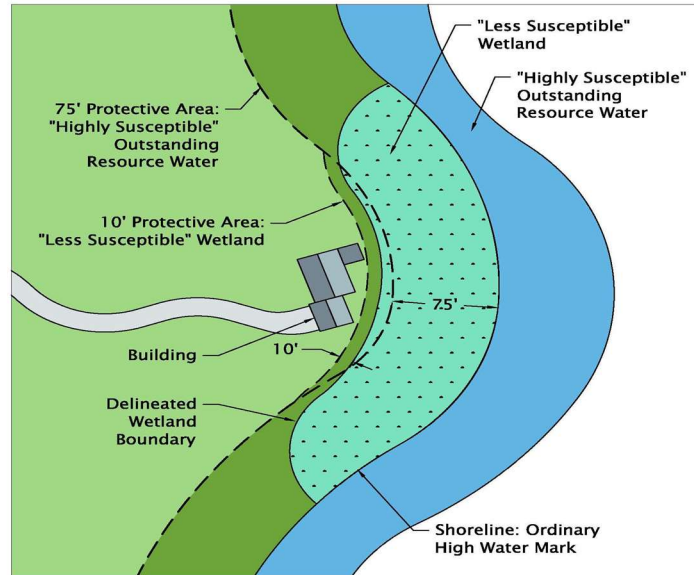 "Less Susceptible"
Wetland
"Highly Susceptible"
Outstanding
Resource Water
75' Protective Area:
"Highly Susceptible"
Outstanding
Resource Water
10' Protective Area:
"Less Susceptible" Wetland
75'
Building
10'
Delineated
Wetland
Boundary
Shoreline: Ordinary
High Water Mark